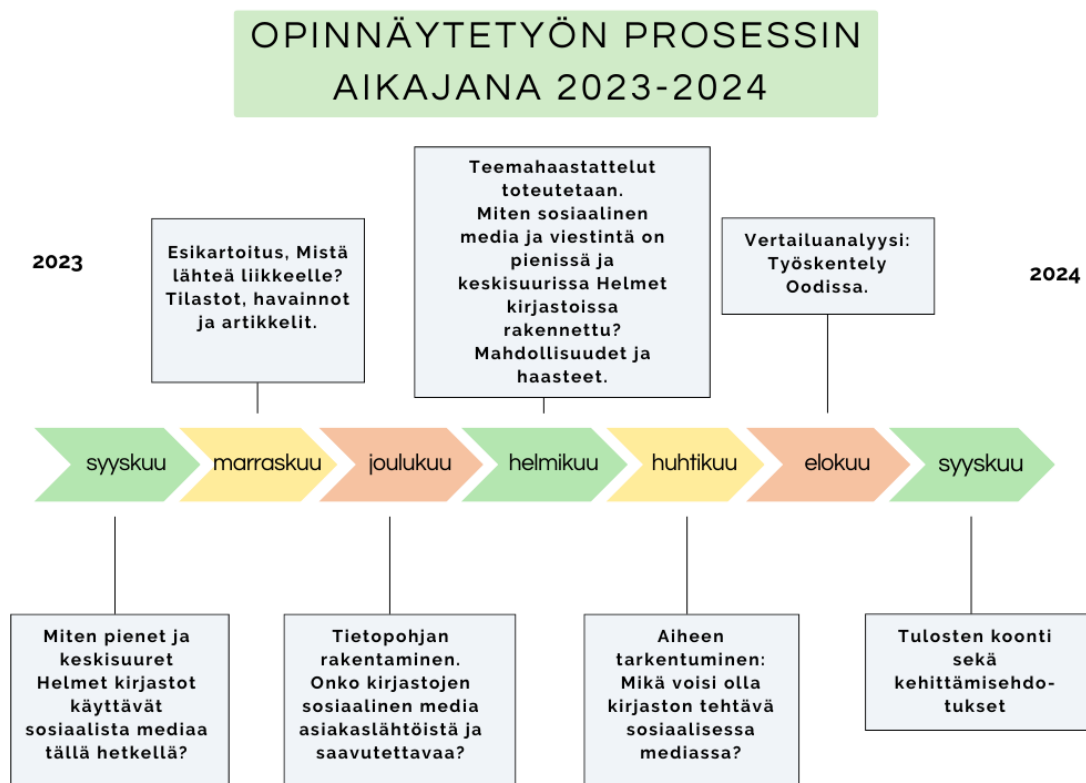 OPINNÄYTETYÖN PROSESSIN
AIKAJANA 2023-2024
2023
Esikartoitus, Mistä
lähteä liikkeelle?
Tilastot, havainnot
ja artikkelit.
Teemahaastattelut
toteutetaan.
Miten sosiaalinen
media ja viestintä on
pienissä ja
keskisuurissa Helmet
kirjastoissa
rakennettu?
Mahdollisuudet ja
haasteet.
Vertailuanalyysi:
Työskentely
Oodissa.
2024
syyskuu
marraskuu
joulukuu
helmikuu
huhtikuu
elokuu
syyskuu
Miten pienet ja
keskisuuret
Helmet kirjastot
käyttävät
sosiaalista mediaa
tällä hetkellä?
Tietopohjan
rakentaminen.
Onko kirjastojen
sosiaalinen media
asiakaslähtöistä ja
saavutettavaa?
Aiheen
tarkentuminen:
Mikä voisi olla
kirjaston tehtävä
sosiaalisessa
mediassa?
Tulosten koonti
sekä
kehittämisehdo-
tukset